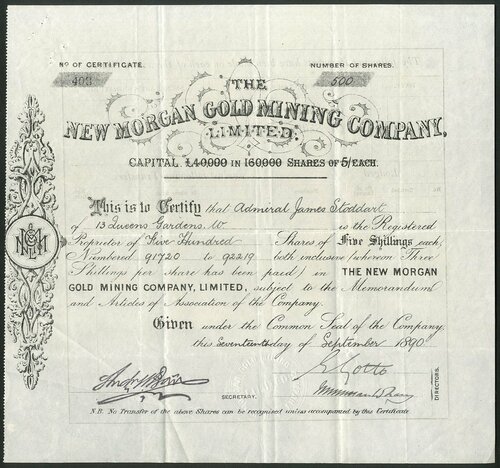 No OF CERTIFICATE.
NUMBER OF SHARES.
403
500
THE
NEW MORGAN GOLD MINING COMPANY,
LIMITED.
CAPITAL £40,000 IN 160,000 SHARES OF 5/ EACH.
This is to Certify that Admiral James Stoddart
of 13 Queens Gardens. W is the Registered
Proprietor of Five Hundred Shares of Five Shillings each,
Numbered 91720 to 92219 both inclusive (whereon Three
Shillings per share has been paid) in THE NEW MORGAN
GOLD MINING COMPANY, LIMITED, subject to the Memorandum
and Articles of Association of the Company.
Given under the Common Seal of the Company
this Seventeenth day of September 1890
SECRETARY.
DIRECTORS.
N.B. No Transfer of the above Shares can be recognised unless accompanied by this Certificate.